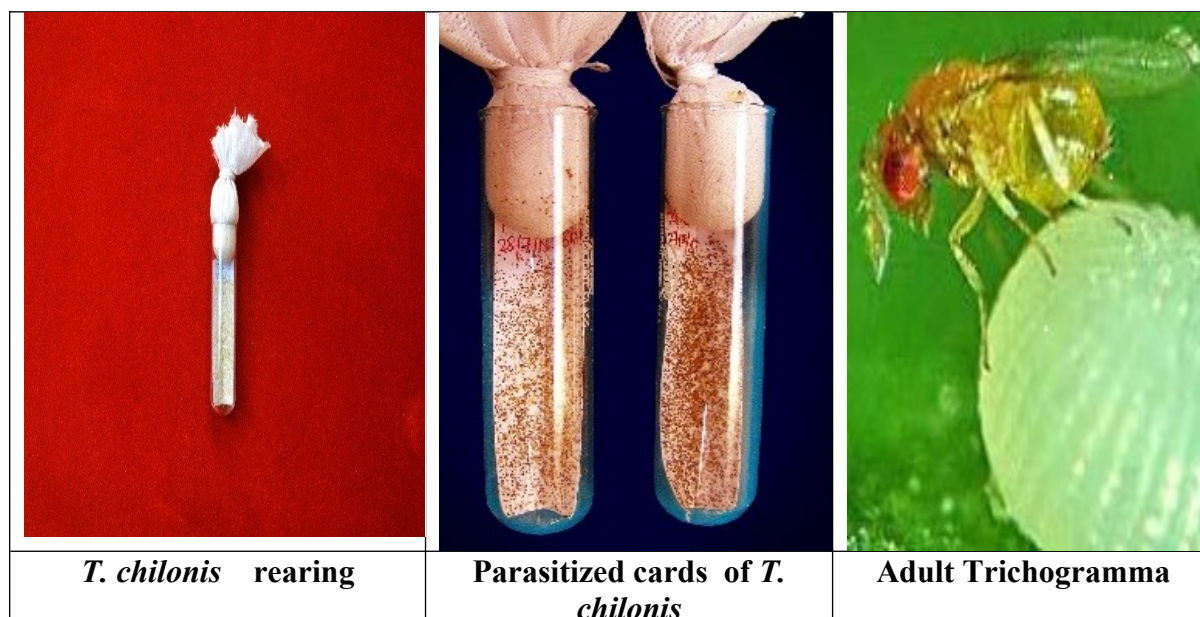 T. chilonis rearing
Parasitized cards of T.
chilonis
Adult Trichogramma